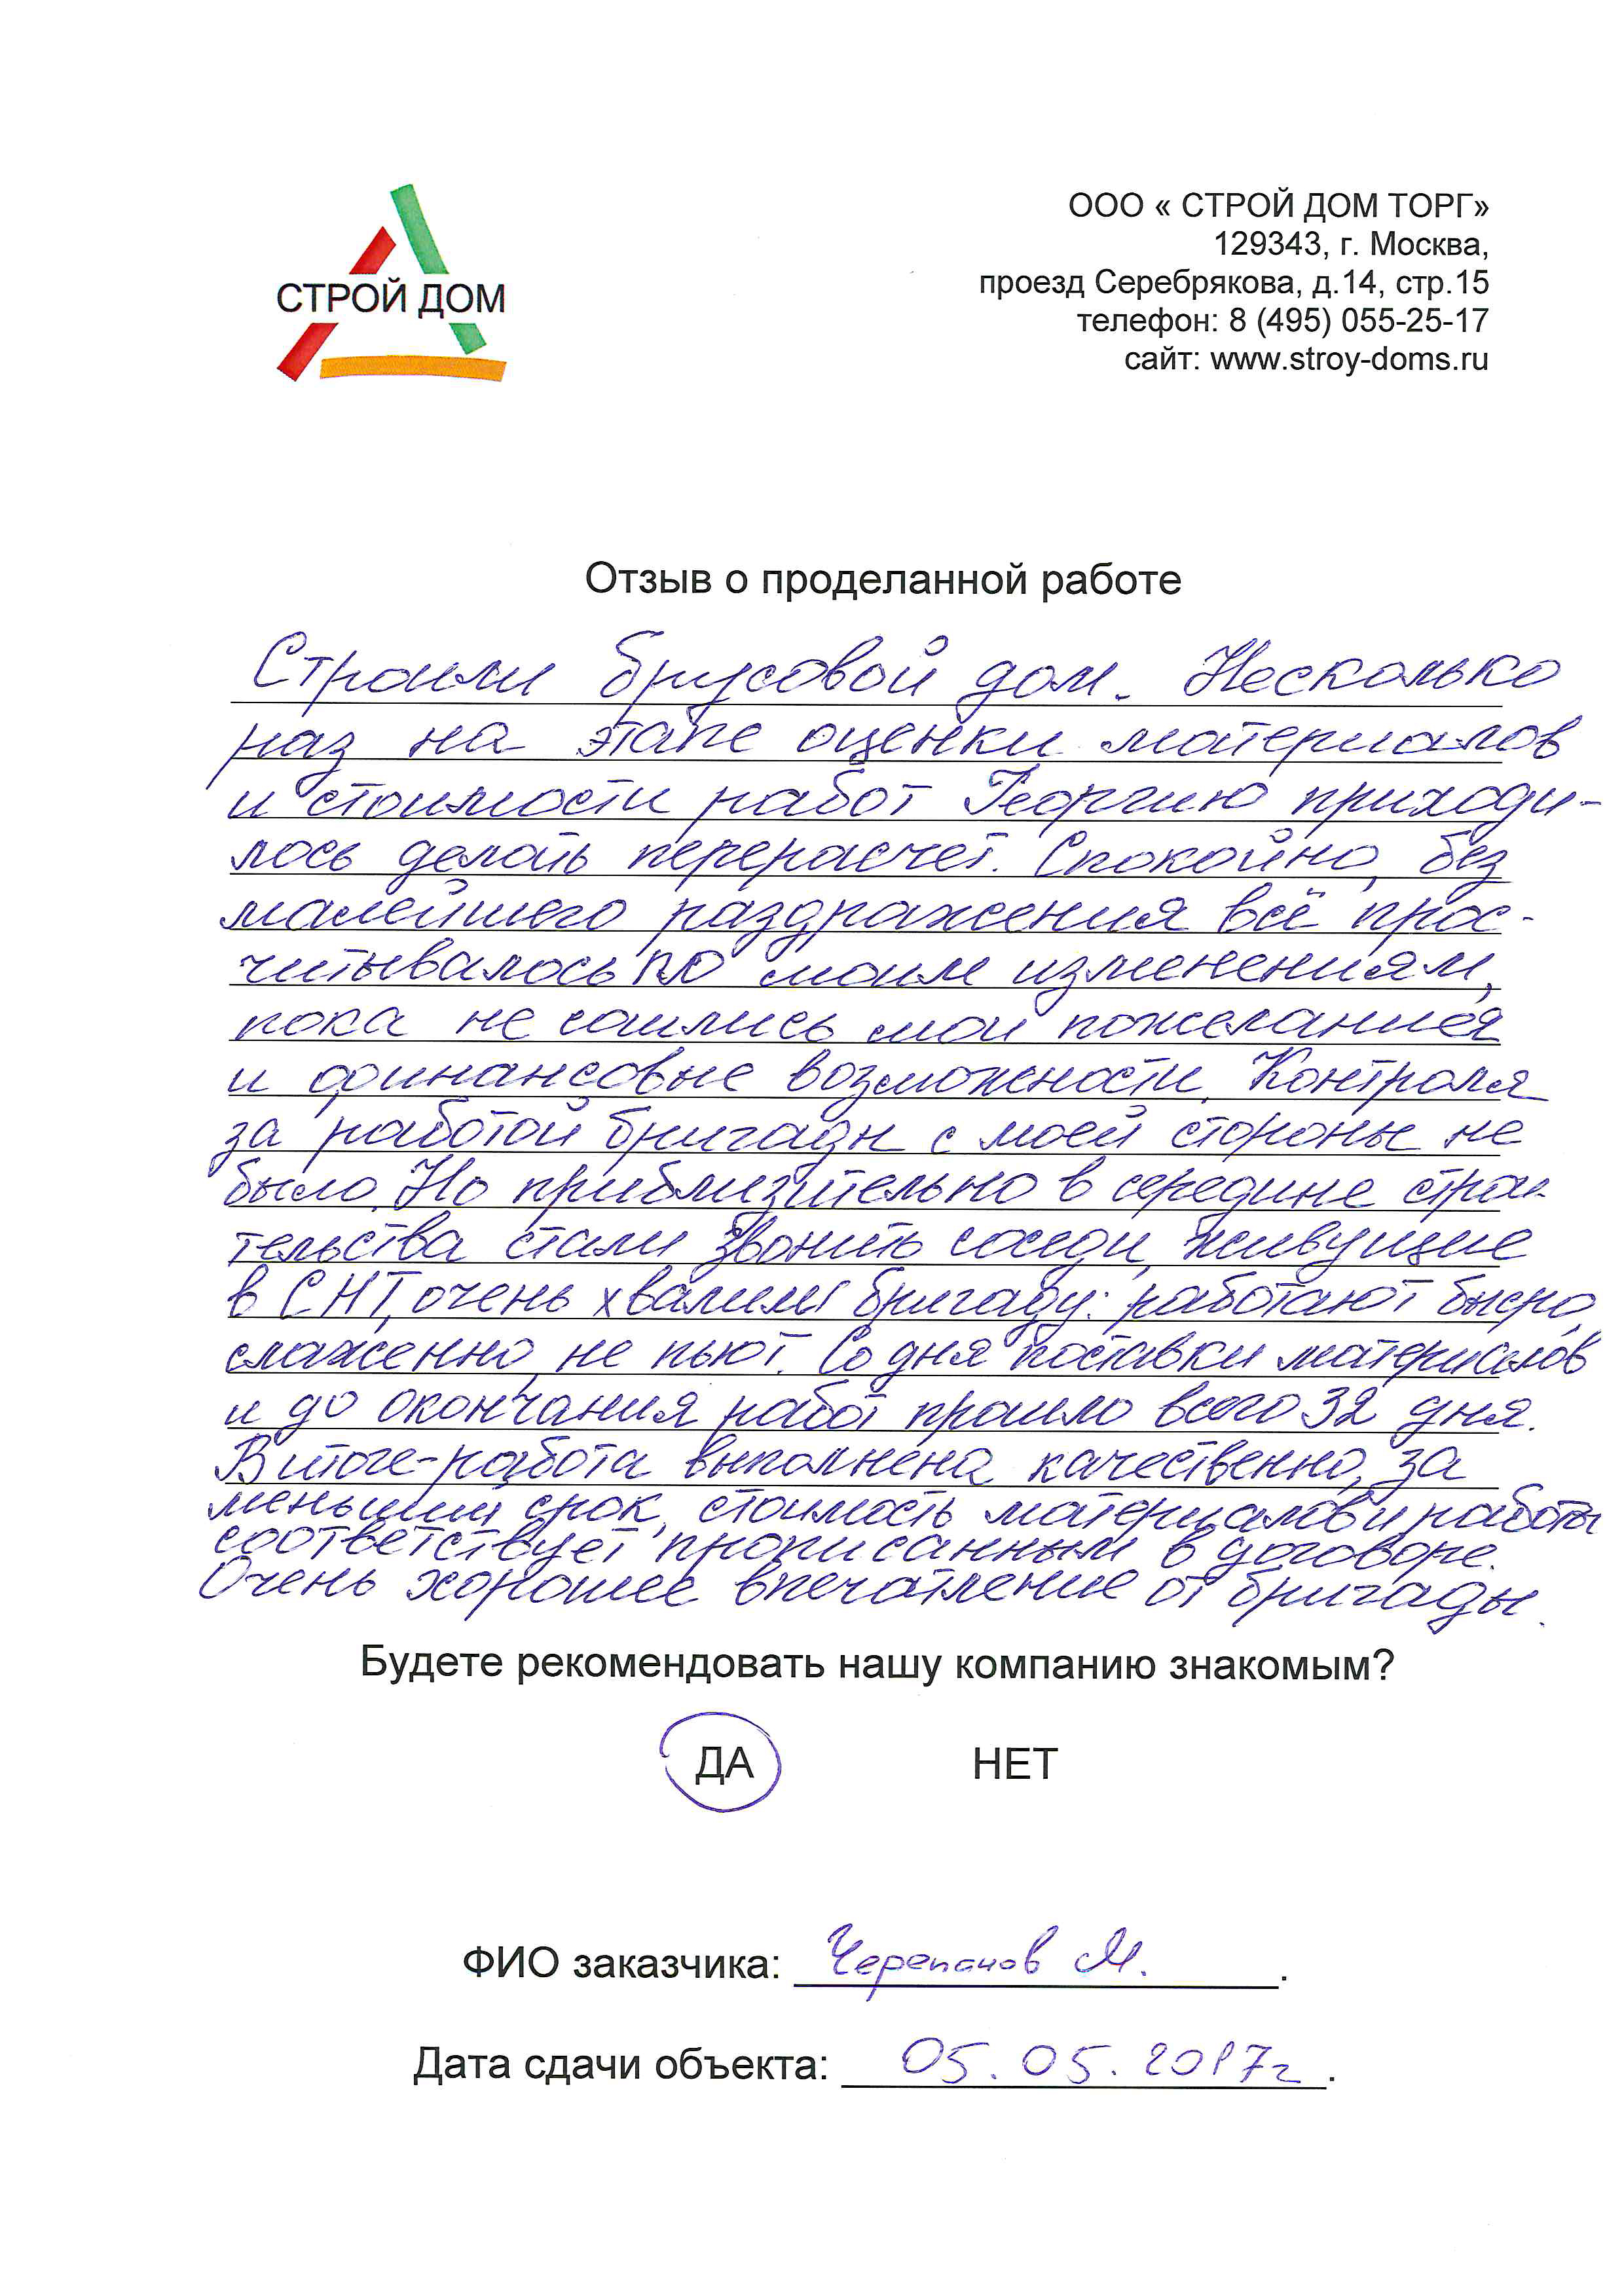 СТРОЙ ДОМ
ООО « СТРОЙ ДОМ ТОРГ»
129343, г. Москва,
проезд Серебрякова, д.14, стр.15
телефон: 8 (495) 055-25-17
сайт: www.stroy-doms.ru
Отзыв о проделанной работе
Строили брусовой дом. Несколько
раз на этапе оценки материалов
и стоимости работ Георгию приходи-
лось делать перерасчет. Спокойно, без
малейшего раздражения всё прос-
читывалось по моим изменениям,
пока не сошлись мои пожелания
и финансовые возможности. Контроля
за работой бригады с моей стороны не
было. Но приблизительно в середине строи-
тельства стали звонить соседи, живущие
в СНТ, очень хвалили бригаду: работают быстро,
слаженно, не пьют. Со дня поставки материалов
и до окончания работ прошло всего 32 дня.
В итоге - работа выполнена качественно, за
меньший срок, стоимость материалов и работы
соответствует прописанным в договоре.
Очень хорошее впечатление от бригады.
Будете рекомендовать нашу компанию знакомым?
ДА НЕТ
ФИО заказчика: Черепанов М.
Дата сдачи объекта: 05.05.2017г.